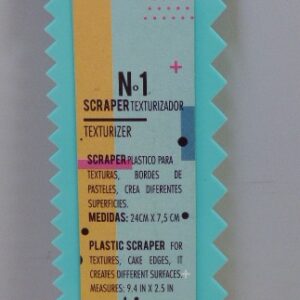 Nº1
SCRAPER TEXTURIZADOR
TEXTURIZER
SCRAPER PLASTICO PARA
TEXTURAS, BORDES DE
PASTELES, CREA DIFERENTES
SUPERFICIES.
MEDIDAS: 24CM X 7,5 CM
PLASTIC SCRAPER FOR
TEXTURES, CAKE EDGES, IT
CREATES DIFFERENT SURFACES.
MEASURES: 9.4 IN X 2.5 IN